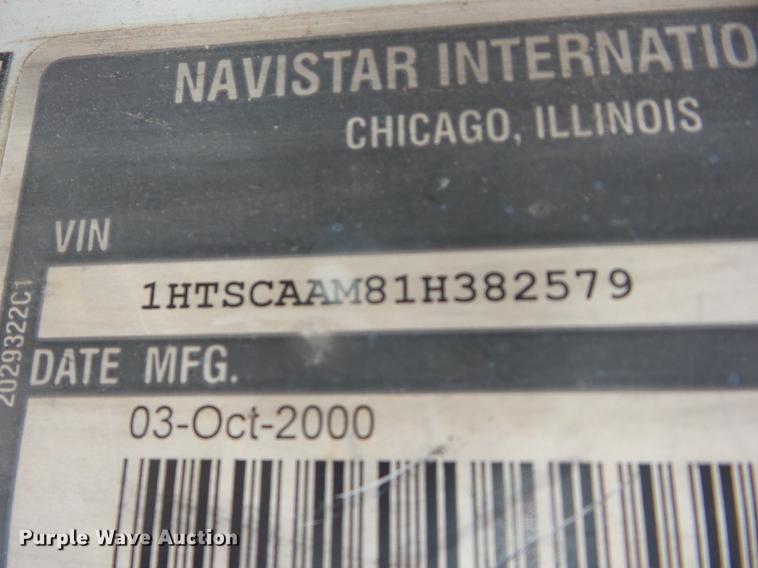 NAVISTAR INTERNATIO
CHICAGO, ILLINOIS
VIN
1HTSCAAM81H382579
2029322C1
DATE MFG.
03-Oct-2000
Purple Wave Auction